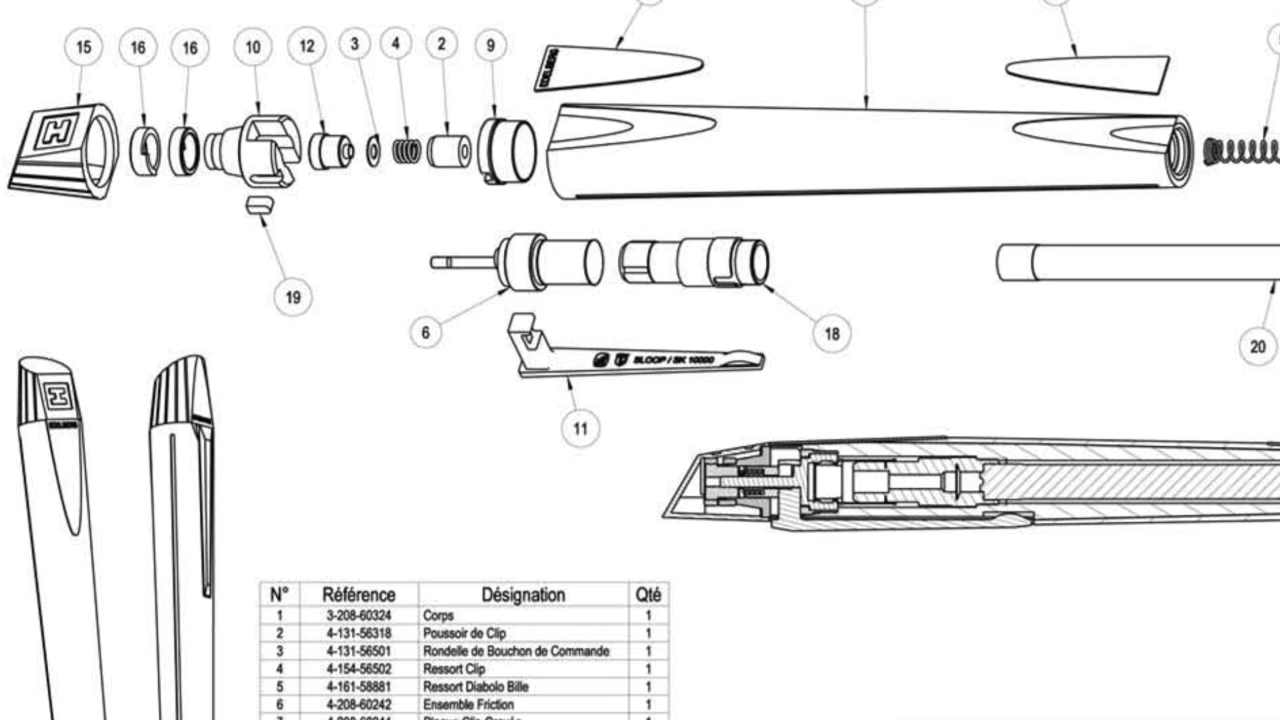 15 16 16 10 12 3 4 2 9
19
6
18
20
SLOOP / SK 10000
11
N° Référence Désignation Qté
1 3-208-60324 Corps 1
2 4-131-56318 Poussoir de Clip 1
3 4-131-56501 Rondelle de Bouchon de Commande 1
4 4-154-56502 Ressort Clip 1
5 4-161-58881 Ressort Diabolo Bille 1
6 4-208-60242 Ensemble Friction 1